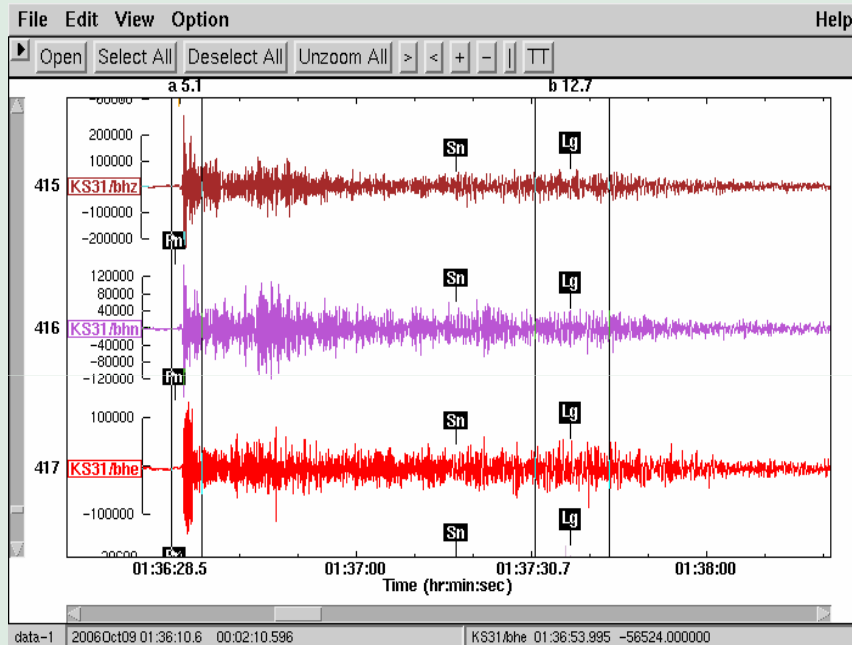 File Edit View Option Help
Open Select All Deselect All Unzoom All > < + − | TT
a 5.1 b 12.7
200000
100000
415 KS31/bhz 0
-100000
-200000
Sn Lg
Pn
120000
80000
40000
416 KS31/bhn 0
-40000
-80000
-120000
Sn Lg
Pn
100000
417 KS31/bhe 0
-100000
Sn Lg
Sn Lg
01:36:28.5 01:37:00 01:37:30.7 01:38:00
Time (hr:min:sec)
data-1 2006Oct09 01:36:10.6 00:02:10.596 KS31/bhe 01:36:53.995 -56524.000000